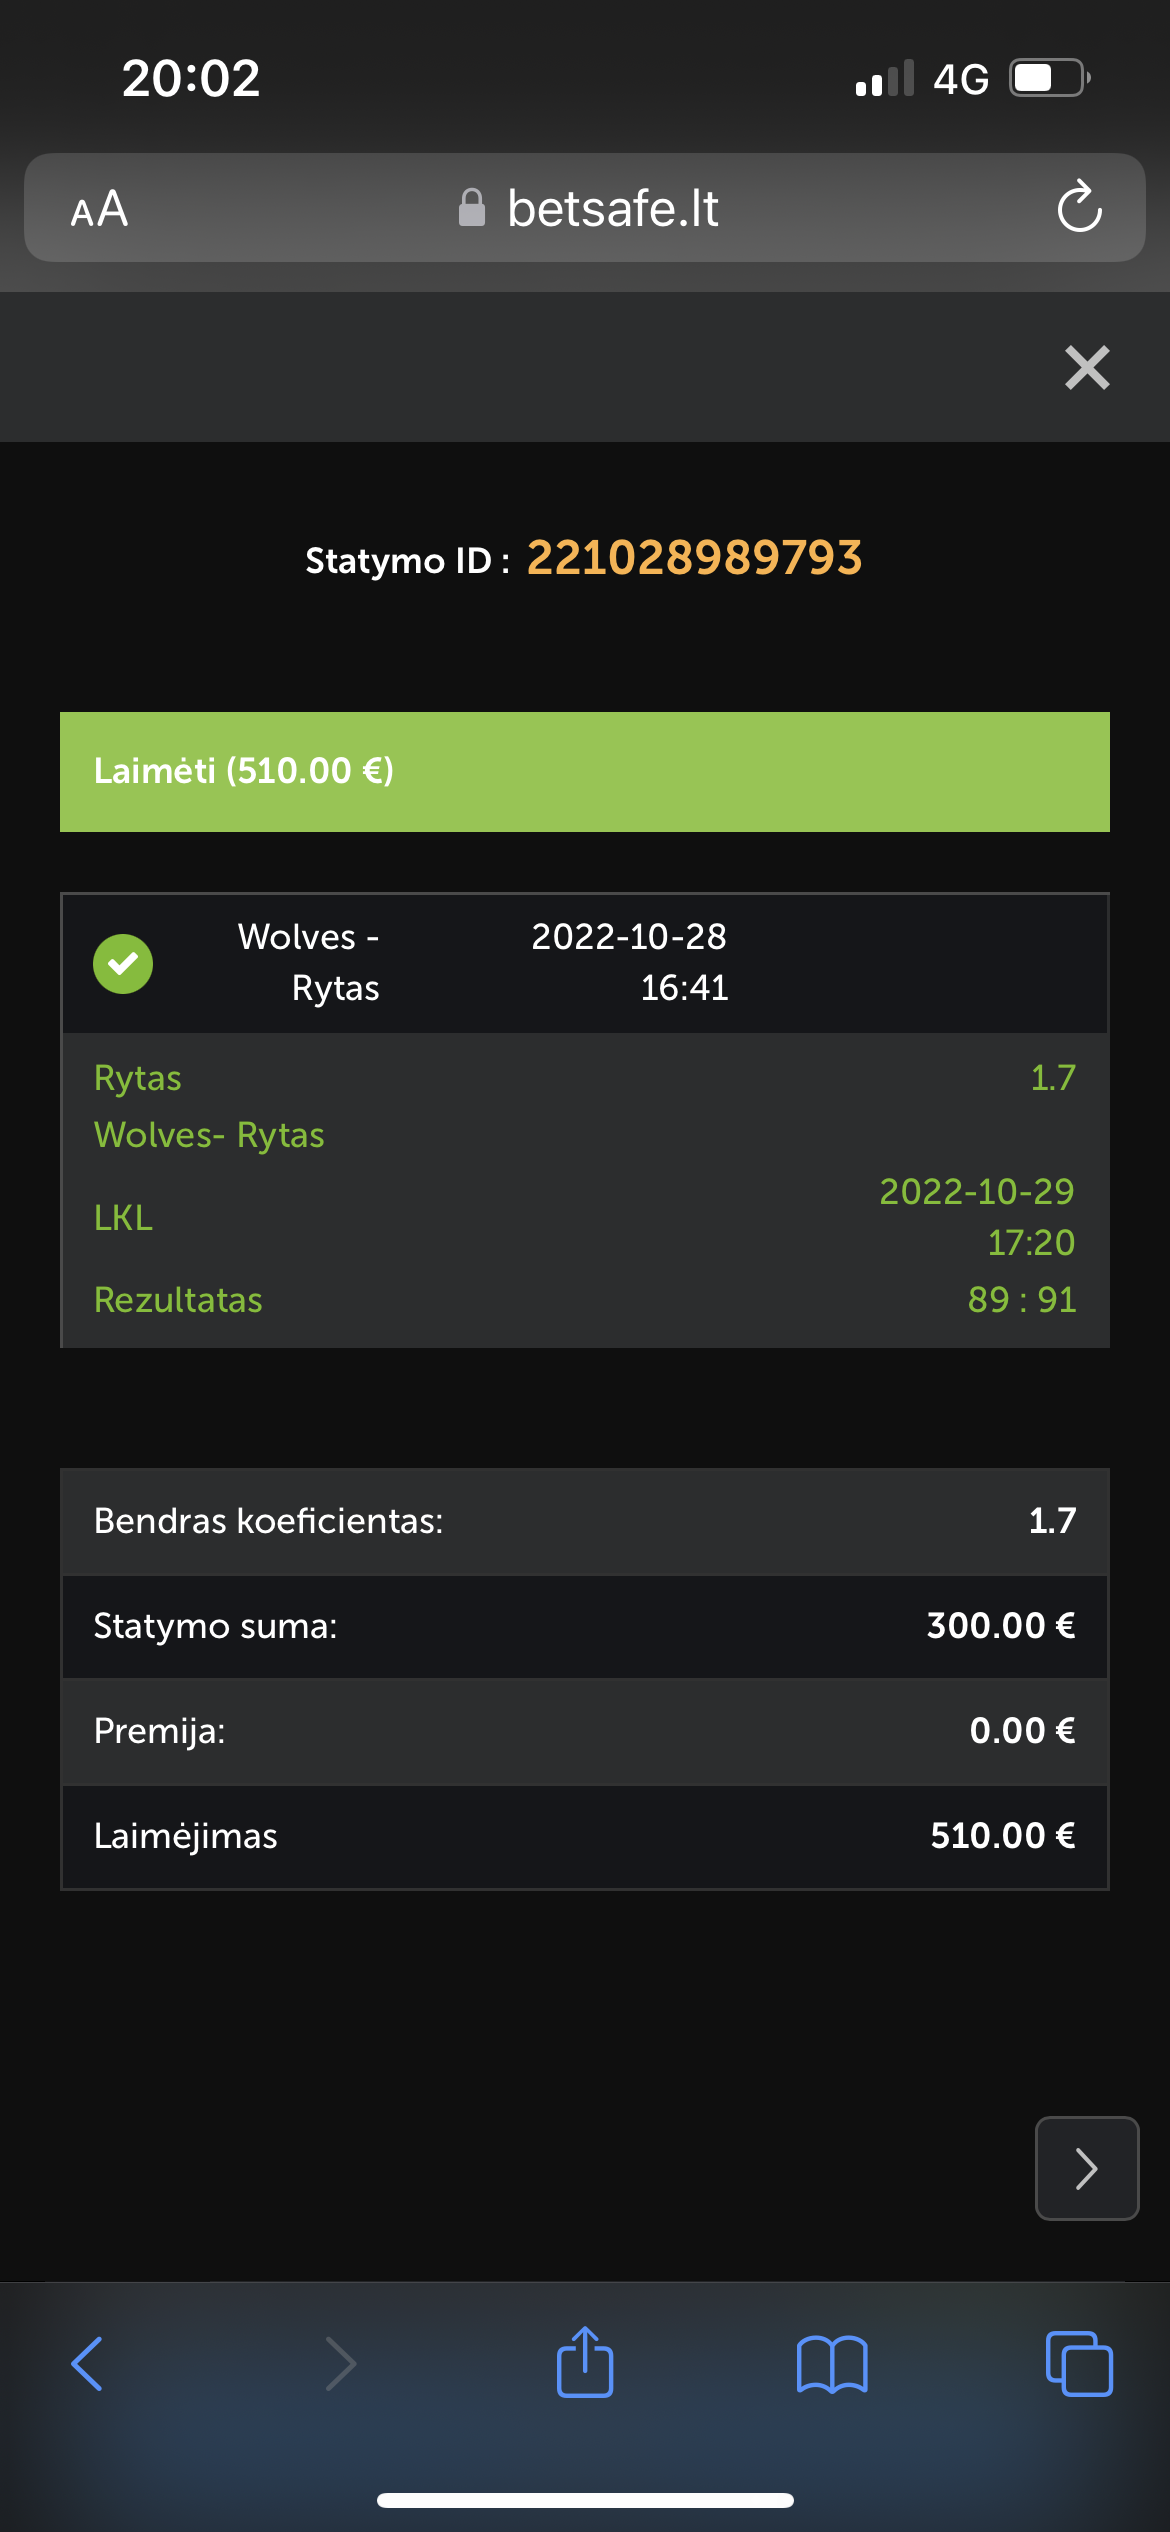 20:02
4G
AA
betsafe.lt
Statymo ID : 221028989793
Laimėti (510.00 €)
Wolves - 2022-10-28
Rytas 16:41
Rytas 1.7
Wolves- Rytas
LKL 2022-10-29
17:20
Rezultatas 89 : 91
Bendras koeficientas: 1.7
Statymo suma: 300.00 €
Premija: 0.00 €
Laimėjimas 510.00 €